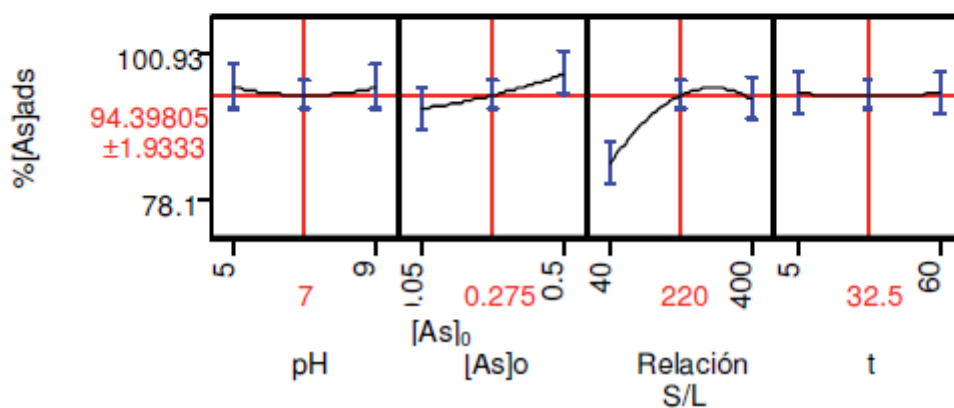 %[As]ads
100.93
94.39805
±1.9333
78.1
5
7
9
0.05
0.275
0.5
40
220
400
5
32.5
60
[As]₀
pH
[As]o
Relación
S/L
t